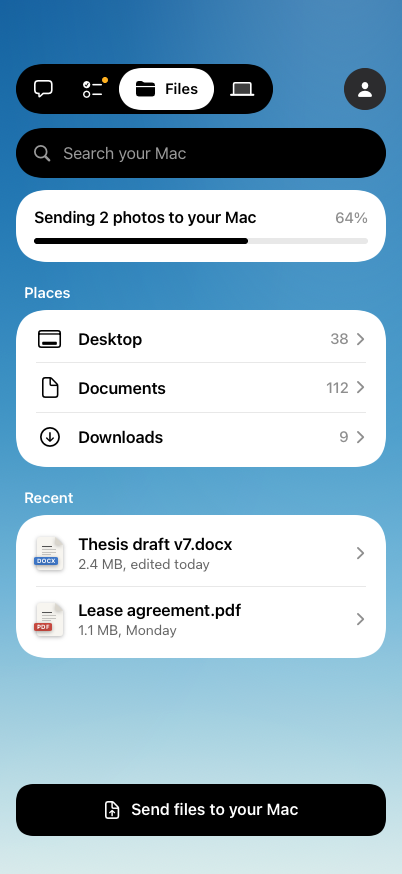 Files
Search your Mac
Sending 2 photos to your Mac 64%
Places
Desktop 38
Documents 112
Downloads 9
Recent
Thesis draft v7.docx
DOCX
2.4 MB, edited today
Lease agreement.pdf
PDF
1.1 MB, Monday
Send files to your Mac